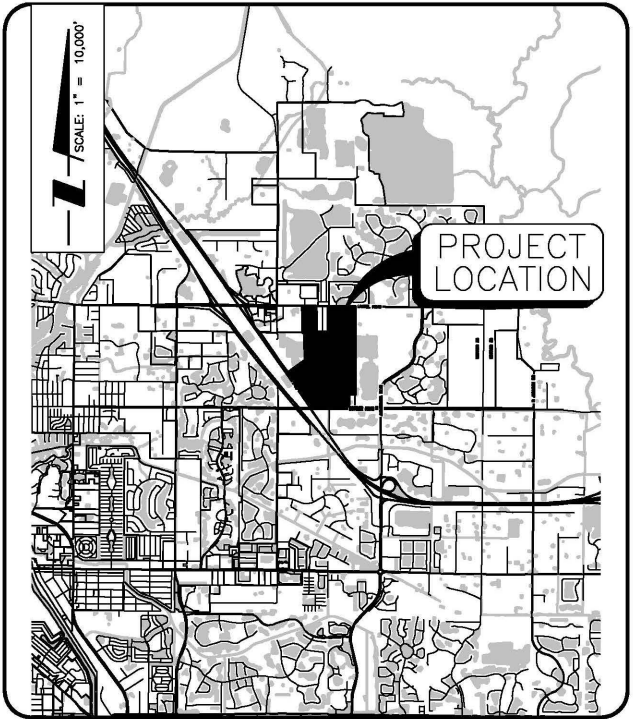 SCALE: 1" = 10,000'
PROJECT
LOCATION